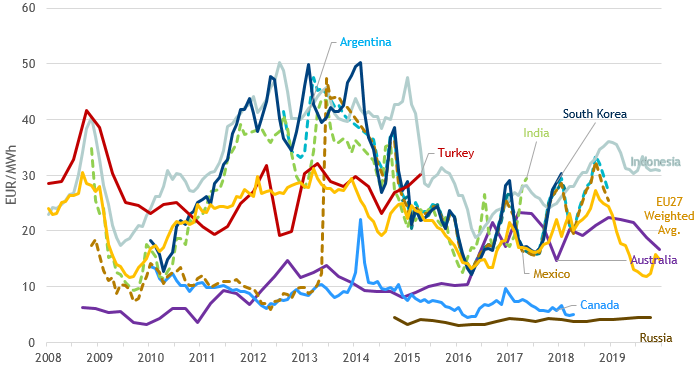 60
50
40
30
20
10
0
EUR/MWh
Argentina
South Korea
India
Turkey
Indonesia
EU27
Weighted
Avg.
Australia
Mexico
Canada
Russia
2008 2009 2010 2011 2012 2013 2014 2015 2016 2017 2018 2019